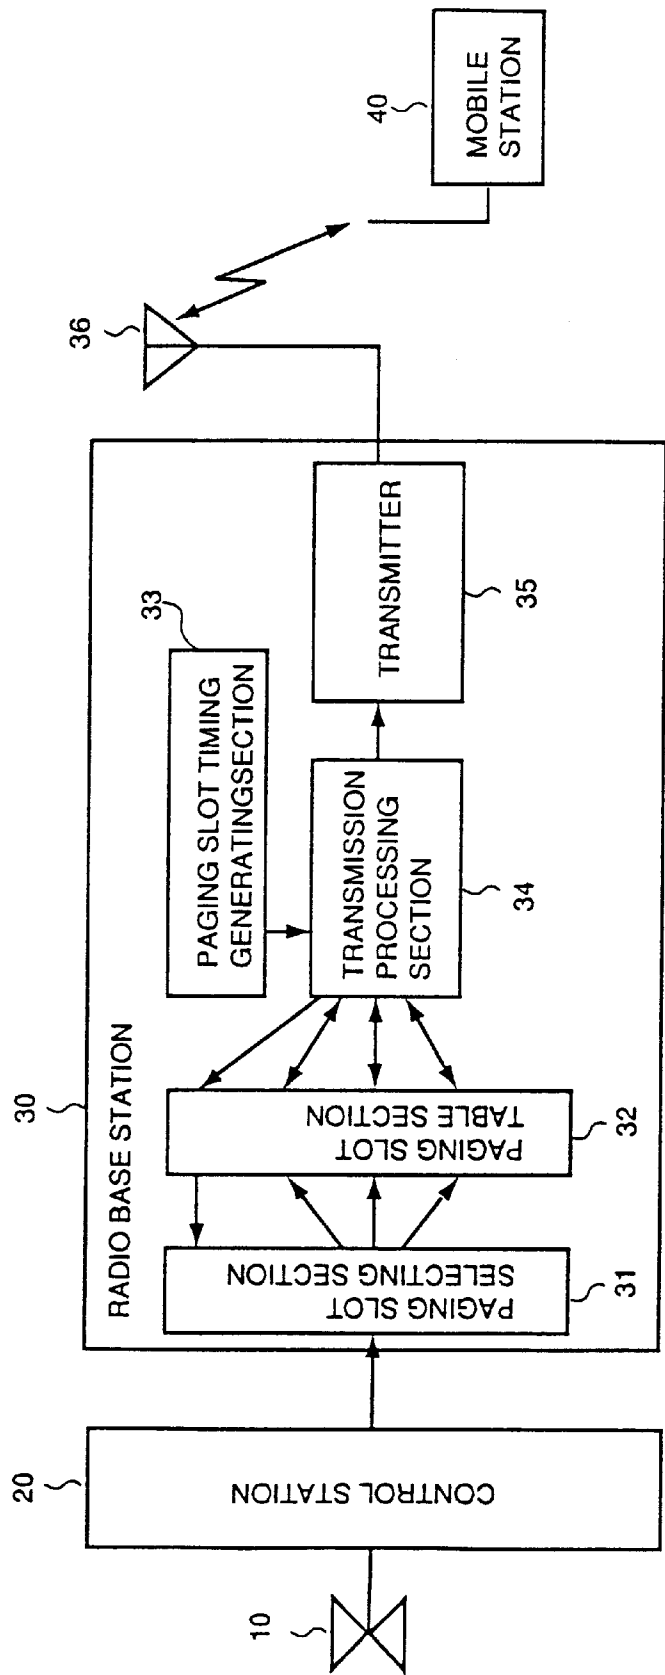 10
20
CONTROL STATION
30
RADIO BASE STATION
PAGING SLOT
SELECTING SECTION
31
PAGING SLOT
TABLE SECTION
32
33
PAGING SLOT TIMING
GENERATINGSECTION
TRANSMISSION
PROCESSING
SECTION
34
TRANSMITTER
35
36
40
MOBILE
STATION